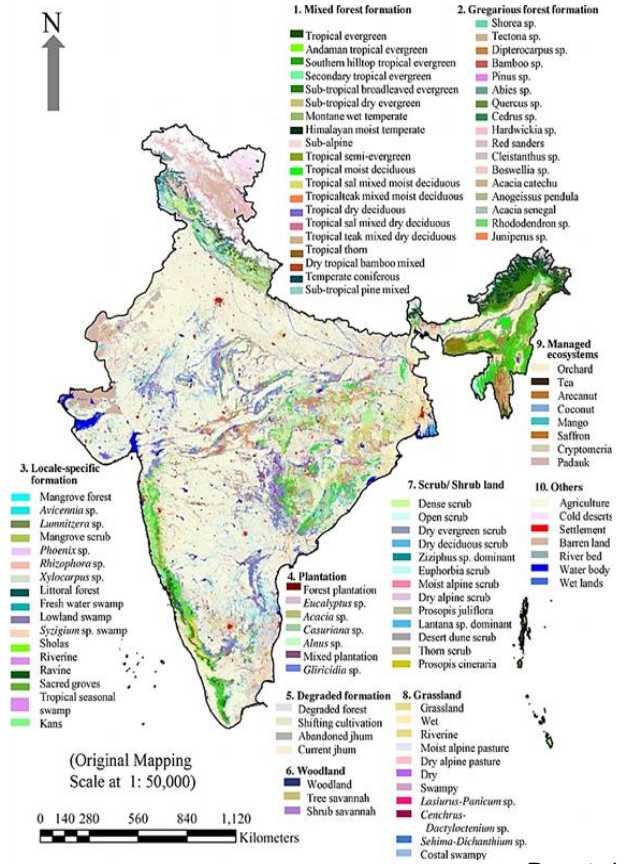 1. Mixed forest formation
Tropical evergreen
Andaman tropical evergreen
Southern hilltop tropical evergreen
Secondary tropical evergreen
Sub-tropical broadleaved evergreen
Sub-tropical dry evergreen
Montane wet temperate
Himalayan moist temperate
Sub-alpine
Tropical semi-evergreen
Tropical moist deciduous
Tropical sal mixed moist deciduous
Tropicalteak mixed moist deciduous
Tropical dry deciduous
Tropical sal mixed dry deciduous
Tropical teak mixed dry deciduous
Tropical thorn
Dry tropical bamboo mixed
Temperate coniferous
Sub-tropical pine mixed
2. Gregarious forest formation
Shorea sp.
Tectona sp.
Dipterocarpus sp.
Bamboo sp.
Pinus sp.
Abies sp.
Quercus sp.
Cedrus sp.
Hardwickia sp.
Red sanders
Cleistanthus sp.
Boswellia sp.
Acacia catechu
Anogeissus pendula
Acacia senegal
Rhododendron sp.
Juniperus sp.
N
9. Managed
ecosystems
Orchard
Tea
Arecanut
Coconut
Mango
Saffron
Cryptomeria
Padauk
3. Locale-specific
formation
Mangrove forest
Avicennia sp.
Lumnitzera sp.
Mangrove scrub
Phoenix sp.
Rhizophora sp.
Xylocarpus sp.
Littoral forest
Fresh water swamp
Lowland swamp
Syzigium sp. swamp
Sholas
Riverine
Ravine
Sacred groves
Tropical seasonal
swamp
Kans
4. Plantation
Forest plantation
Eucalyptus sp.
Acacia sp.
Casuriana sp.
Alnus sp.
Mixed plantation
Gliricidia sp.
5. Degraded formation
Degraded forest
Shifting cultivation
Abandoned jhum
Current jhum
6. Woodland
Woodland
Tree savannah
Shrub savannah
7. Scrub/ Shrub land
Dense scrub
Open scrub
Dry evergreen scrub
Dry deciduous scrub
Ziziphus sp. dominant
Euphorbia scrub
Moist alpine scrub
Dry alpine scrub
Prosopis juliflora
Lantana sp. dominant
Desert dune scrub
Thorn scrub
Prosopis cineraria
8. Grassland
Grassland
Wet
Riverine
Moist alpine pasture
Dry alpine pasture
Dry
Swampy
Lasiurus-Panicum sp.
Cenchrus-
Dactyloctenium sp.
Sehima-Dichanthium sp.
Costal swampy
10. Others
Agriculture
Cold deserts
Settlement
Barren land
River bed
Water body
Wet lands
(Original Mapping
Scale at 1: 50,000)
0 140 280 560 840 1,120
Kilometers